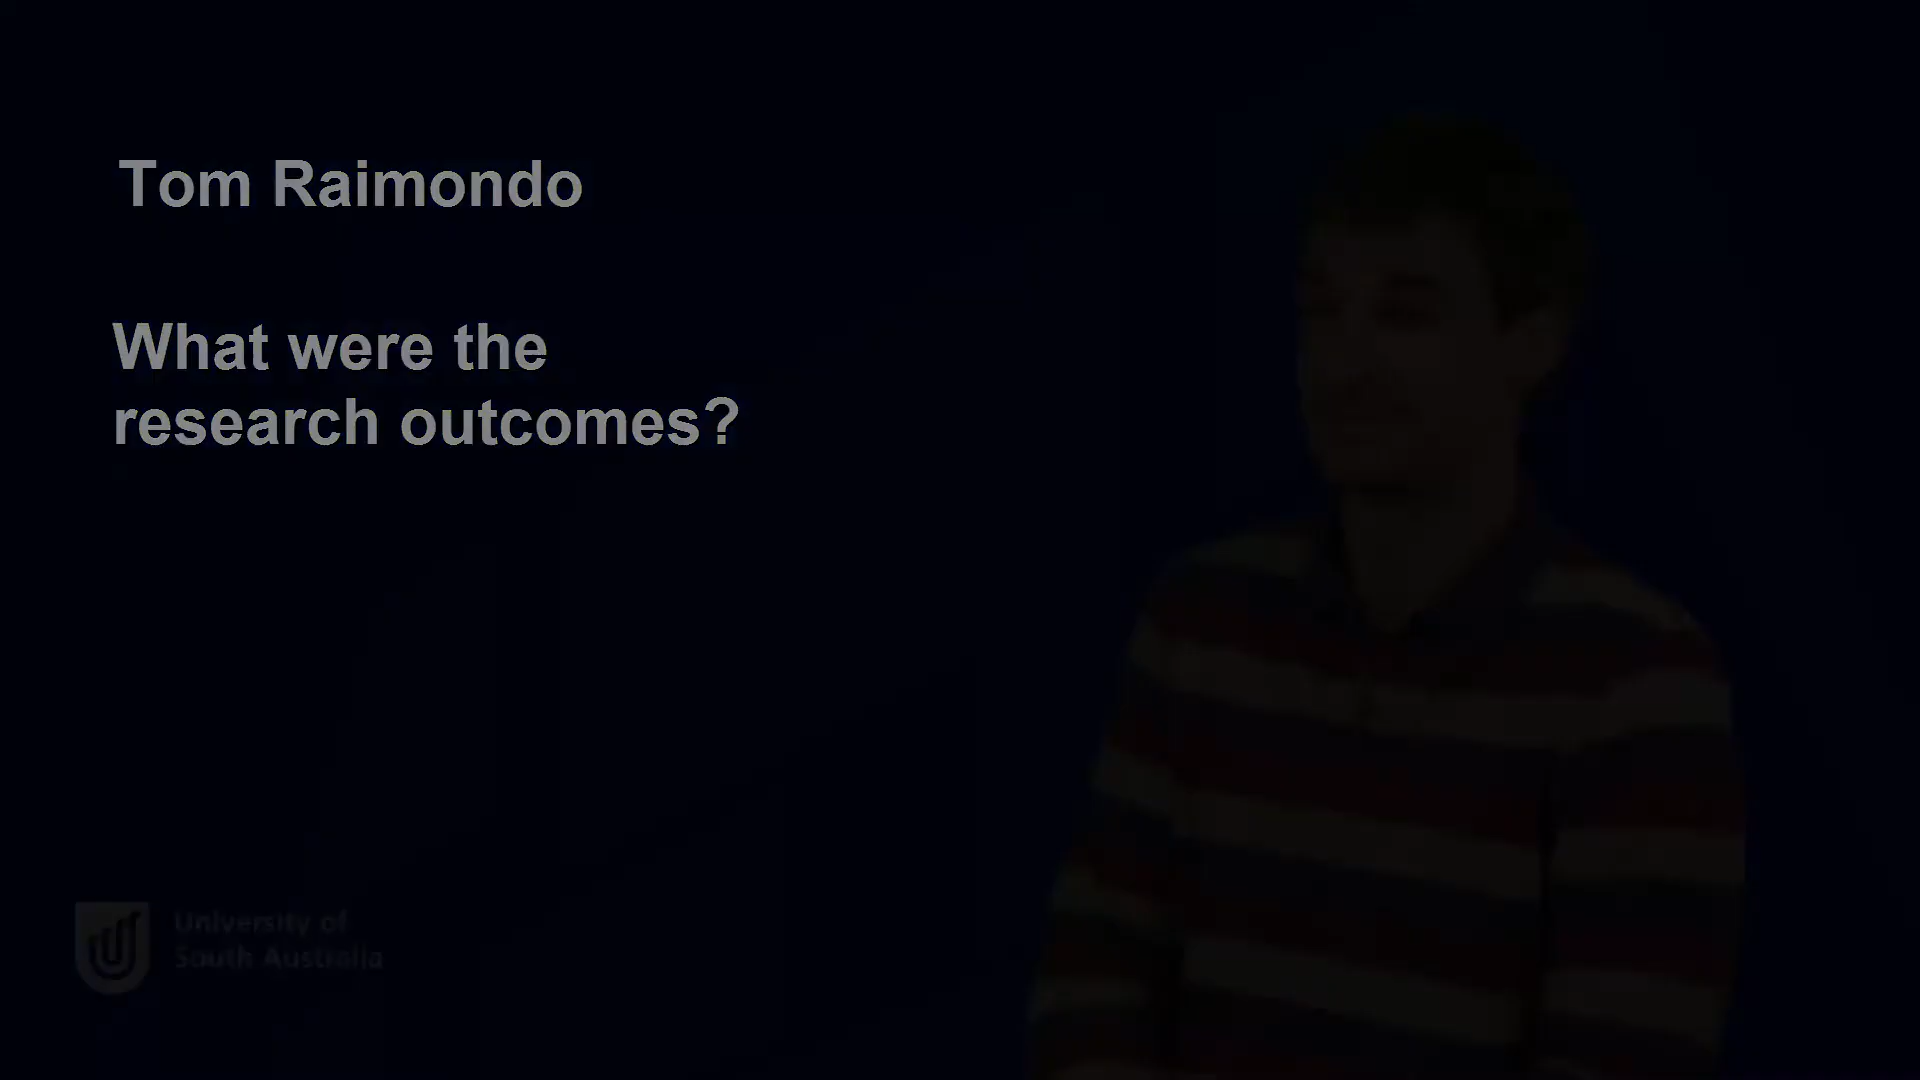 Tom Raimondo
What were the
research outcomes?
University of
South Australia